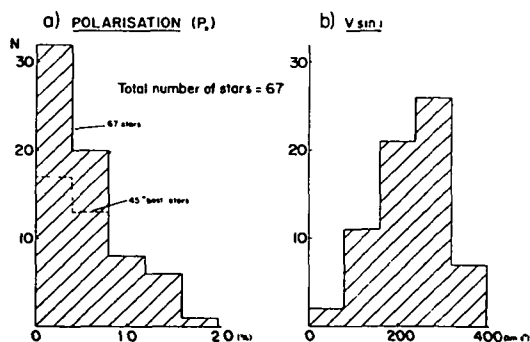 a) POLARISATION (P*)
N
30
20
10
0
10
20 (%)
Total number of stars = 67
67 stars
45 "best stars
b) V sin i
30
20
10
0
200
400